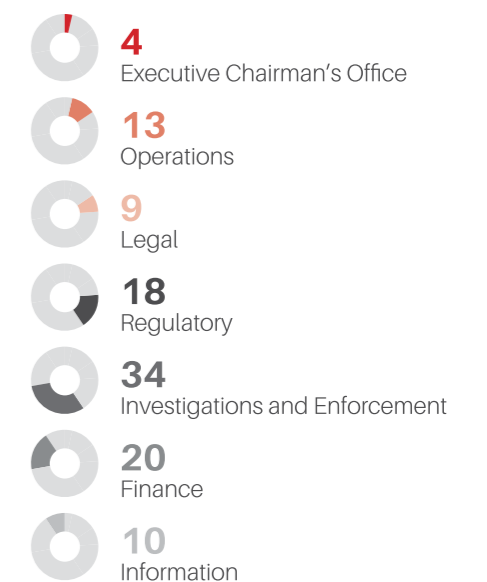 4
Executive Chairman’s Office
13
Operations
9
Legal
18
Regulatory
34
Investigations and Enforcement
20
Finance
10
Information